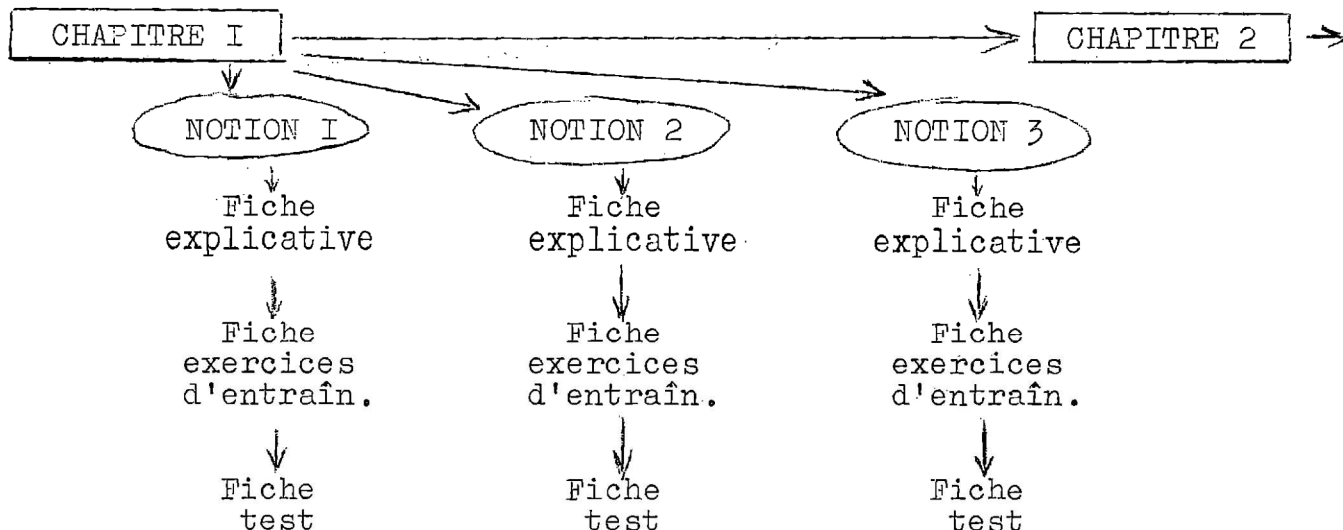 CHAPITRE I
CHAPITRE 2
NOTION I
NOTION 2
NOTION 3
Fiche
explicative
Fiche
explicative
Fiche
explicative
Fiche
exercices
d'entraîn.
Fiche
exercices
d'entraîn.
Fiche
exercices
d'entraîn.
Fiche
test
Fiche
test
Fiche
test